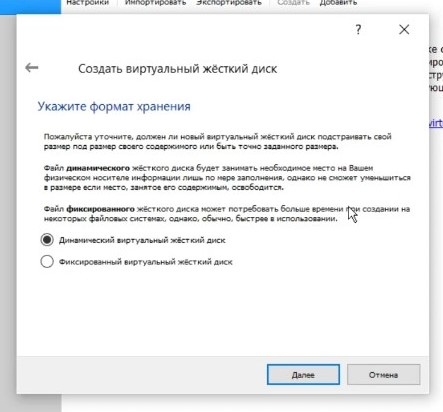 Настройки Импортировать Экспортировать Создать Добавить
?
Создать виртуальный жёсткий диск
Укажите формат хранения
Пожалуйста уточните, должен ли новый виртуальный жёсткий диск подстраивать свой
размер под размер своего содержимого или быть точно заданного размера.
Файл динамического жёсткого диска будет занимать необходимое место на Вашем
физическом носителе информации лишь по мере заполнения, однако не сможет уменьшиться
в размере если место, занятое его содержимым, освободится.
Файл фиксированного жёсткого диска может потребовать больше времени при создании на
некоторых файловых системах, однако, обычно, быстрее в использовании.
Динамический виртуальный жёсткий диск
Фиксированный виртуальный жёсткий диск
Далее Отмена